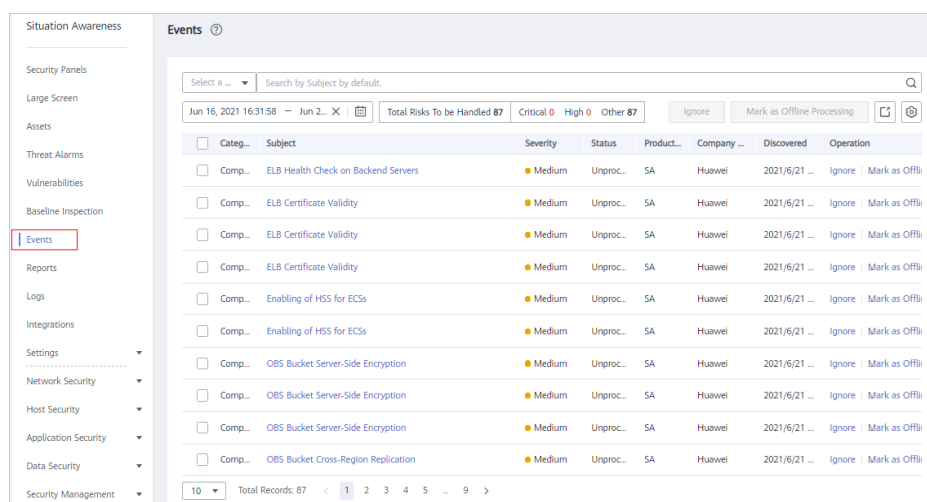 Situation Awareness
Security Panels
Large Screen
Assets
Threat Alarms
Vulnerabilities
Baseline Inspection
Events
Reports
Logs
Integrations
Settings
Network Security
Host Security
Application Security
Data Security
Security Management
Events ?
Select a ... Search by Subject by default.
Jun 16, 2021 16:31:58 – Jun 2... Total Risks To be Handled 87 Critical 0 High 0 Other 87 Ignore Mark as Offline Processing
Categ... Subject Severity Status Product... Company ... Discovered Operation
Comp... ELB Health Check on Backend Servers Medium Unproc... SA Huawei 2021/6/21 ... Ignore Mark as Offli
Comp... ELB Certificate Validity Medium Unproc... SA Huawei 2021/6/21 ... Ignore Mark as Offli
Comp... ELB Certificate Validity Medium Unproc... SA Huawei 2021/6/21 ... Ignore Mark as Offli
Comp... ELB Certificate Validity Medium Unproc... SA Huawei 2021/6/21 ... Ignore Mark as Offli
Comp... Enabling of HSS for ECSs Medium Unproc... SA Huawei 2021/6/21 ... Ignore Mark as Offli
Comp... Enabling of HSS for ECSs Medium Unproc... SA Huawei 2021/6/21 ... Ignore Mark as Offli
Comp... OBS Bucket Server-Side Encryption Medium Unproc... SA Huawei 2021/6/21 ... Ignore Mark as Offli
Comp... OBS Bucket Server-Side Encryption Medium Unproc... SA Huawei 2021/6/21 ... Ignore Mark as Offli
Comp... OBS Bucket Server-Side Encryption Medium Unproc... SA Huawei 2021/6/21 ... Ignore Mark as Offli
Comp... OBS Bucket Cross-Region Replication Medium Unproc... SA Huawei 2021/6/21 ... Ignore Mark as Offli
10 Total Records: 87 < 1 2 3 4 5 ... 9 >